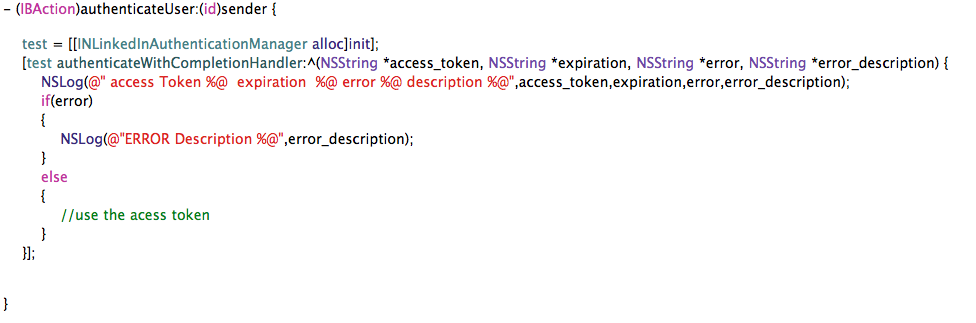 - (IBAction)authenticateUser:(id)sender {
test = [[INLinkedInAuthenticationManager alloc]init];
[test authenticateWithCompletionHandler:^(NSString *access_token, NSString *expiration, NSString *error, NSString *error_description) {
NSLog(@" access Token %@  expiration  %@ error %@ description %@",access_token,expiration,error,error_description);
if(error)
{
NSLog(@"ERROR Description %@",error_description);
}
else
{
//use the acess token
}
}];
}